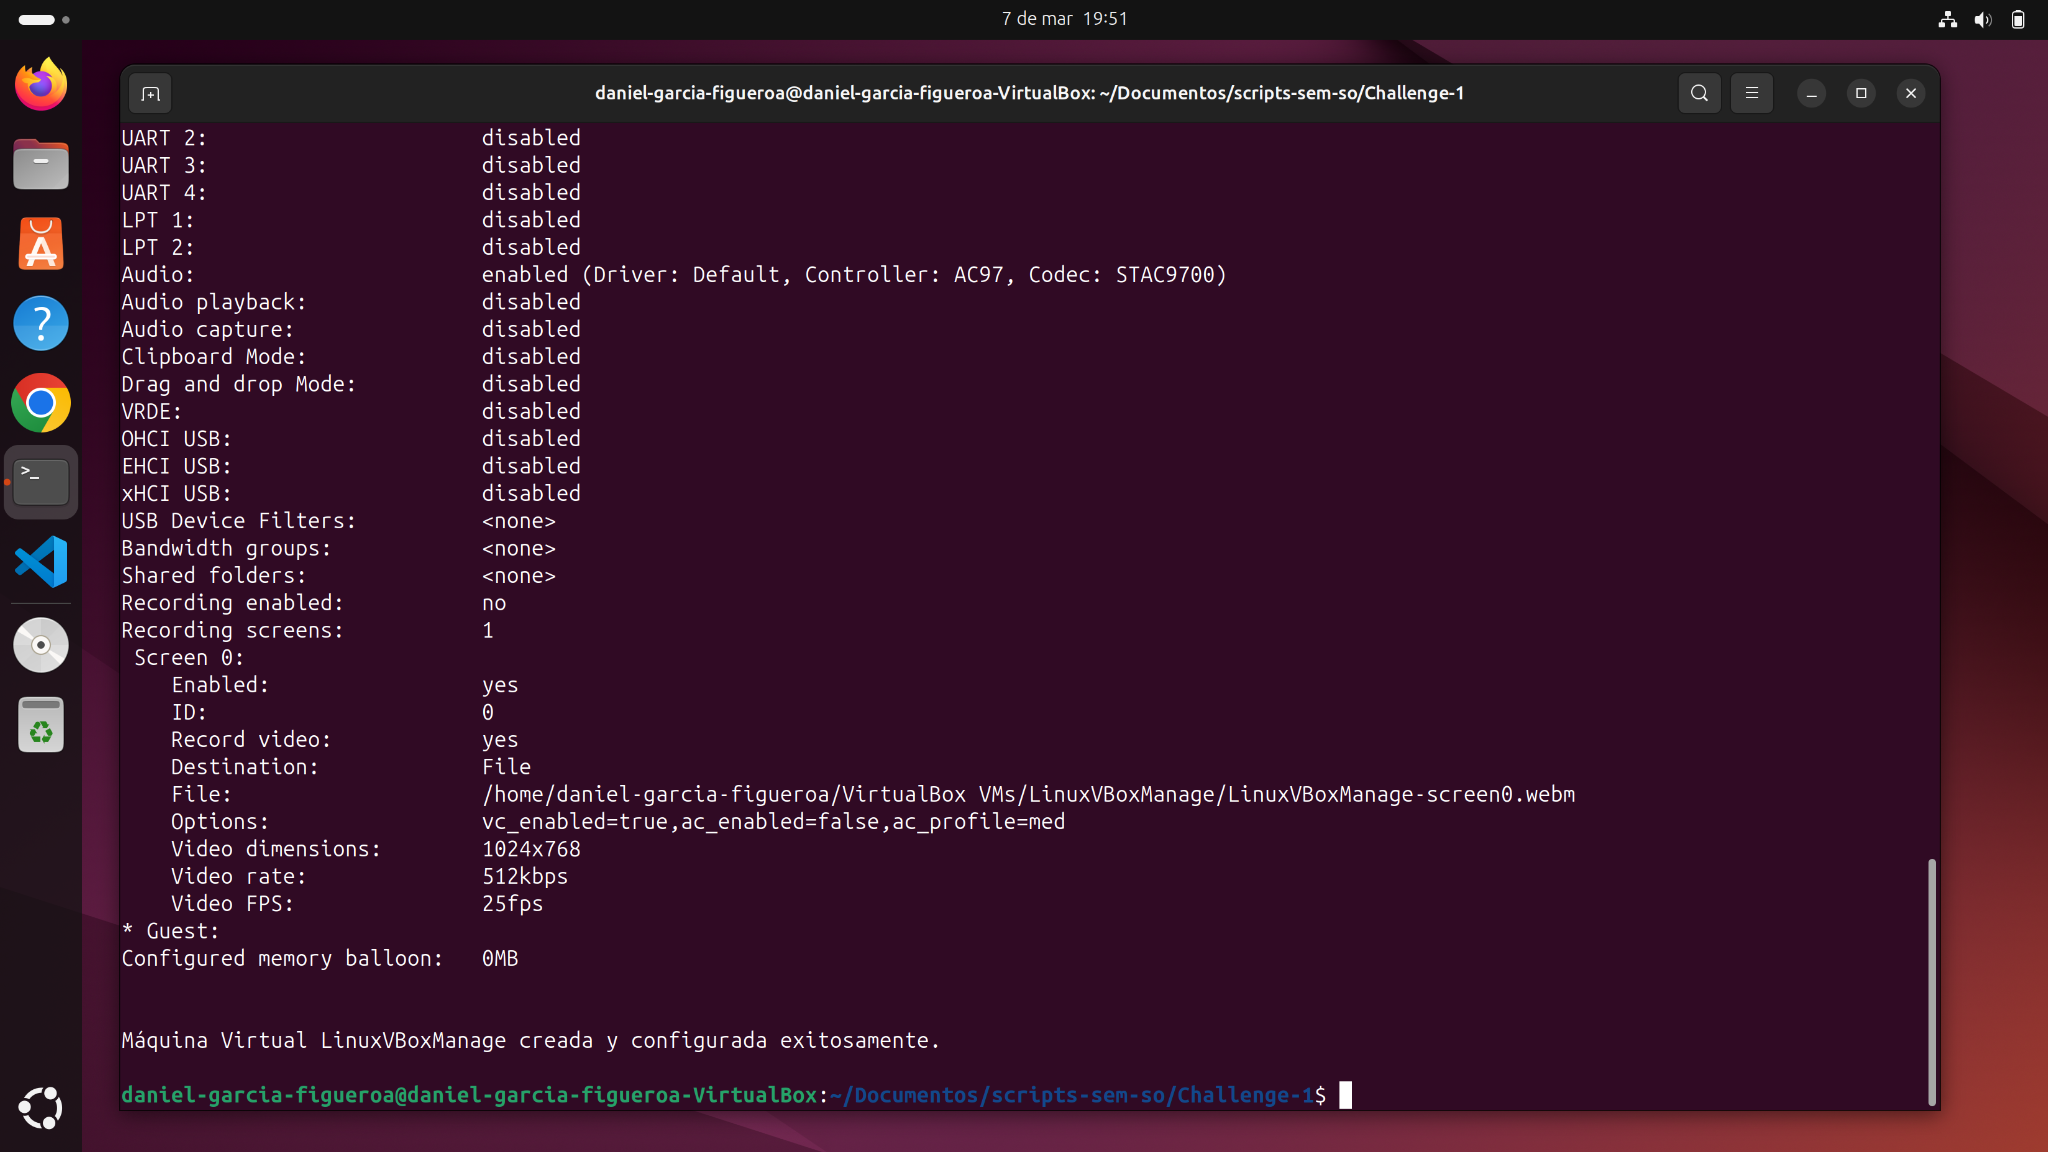 7 de mar 19:51
daniel-garcia-figueroa@daniel-garcia-figueroa-VirtualBox: ~/Documentos/scripts-sem-so/Challenge-1
UART 2: disabled
UART 3: disabled
UART 4: disabled
LPT 1: disabled
LPT 2: disabled
Audio: enabled (Driver: Default, Controller: AC97, Codec: STAC9700)
Audio playback: disabled
Audio capture: disabled
Clipboard Mode: disabled
Drag and drop Mode: disabled
VRDE: disabled
OHCI USB: disabled
EHCI USB: disabled
xHCI USB: disabled
USB Device Filters: <none>
Bandwidth groups: <none>
Shared folders: <none>
Recording enabled: no
Recording screens: 1
Screen 0:
Enabled: yes
ID: 0
Record video: yes
Destination: File
File: /home/daniel-garcia-figueroa/VirtualBox VMs/LinuxVBoxManage/LinuxVBoxManage-screen0.webm
Options: vc_enabled=true,ac_enabled=false,ac_profile=med
Video dimensions: 1024x768
Video rate: 512kbps
Video FPS: 25fps
* Guest:
Configured memory balloon: 0MB
Máquina Virtual LinuxVBoxManage creada y configurada exitosamente.
daniel-garcia-figueroa@daniel-garcia-figueroa-VirtualBox:~/Documentos/scripts-sem-so/Challenge-1$